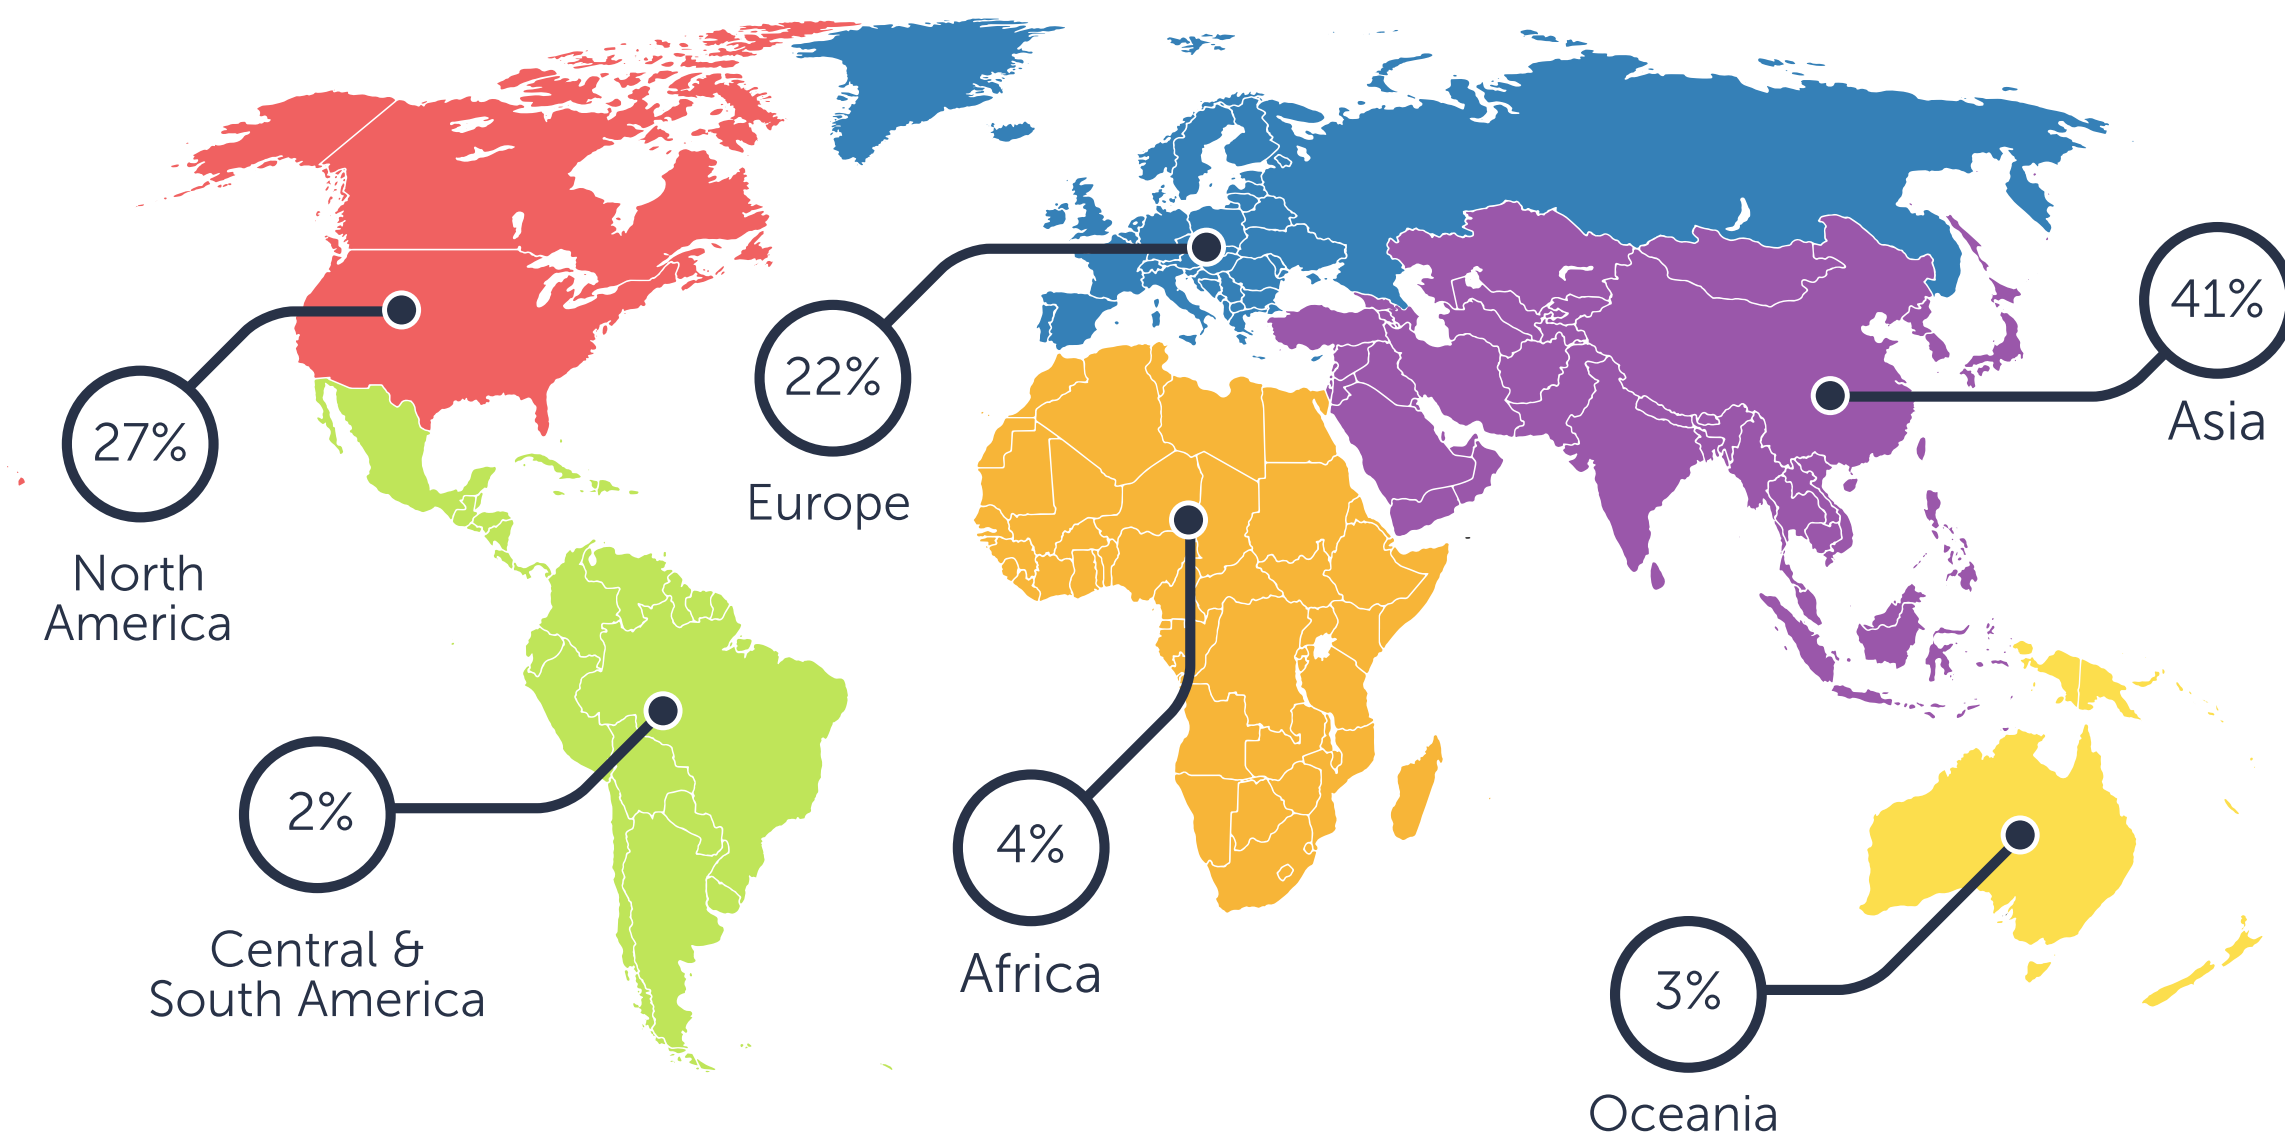 27%
North
America
22%
Europe
41%
Asia
2%
Central &
South America
4%
Africa
3%
Oceania